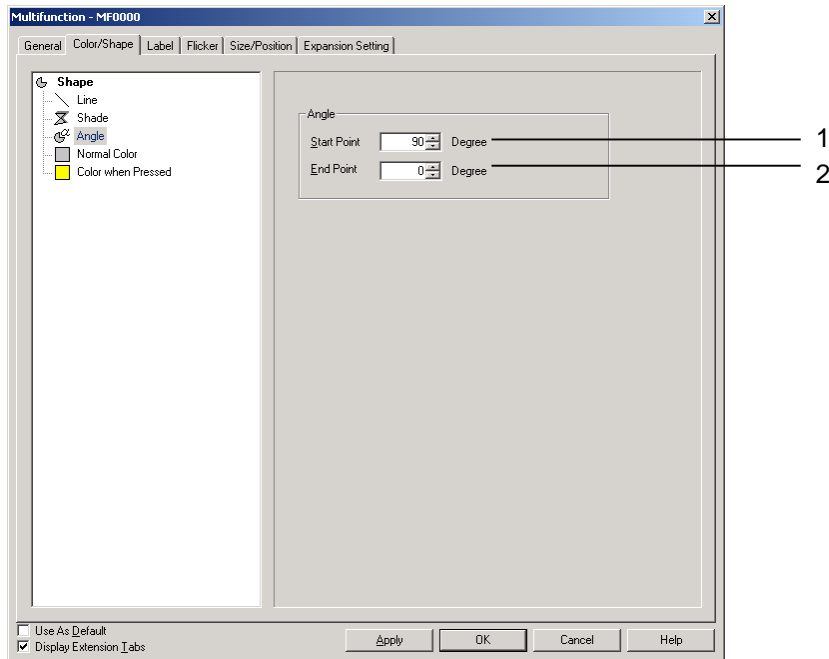 Multifunction - MF0000
General Color/Shape Label Flicker Size/Position Expansion Setting
Shape
Line
Shade
Angle
Normal Color
Color when Pressed
Angle
Start Point 90 Degree 1
End Point 0 Degree 2
Use As Default
Display Extension Tabs
Apply OK Cancel Help